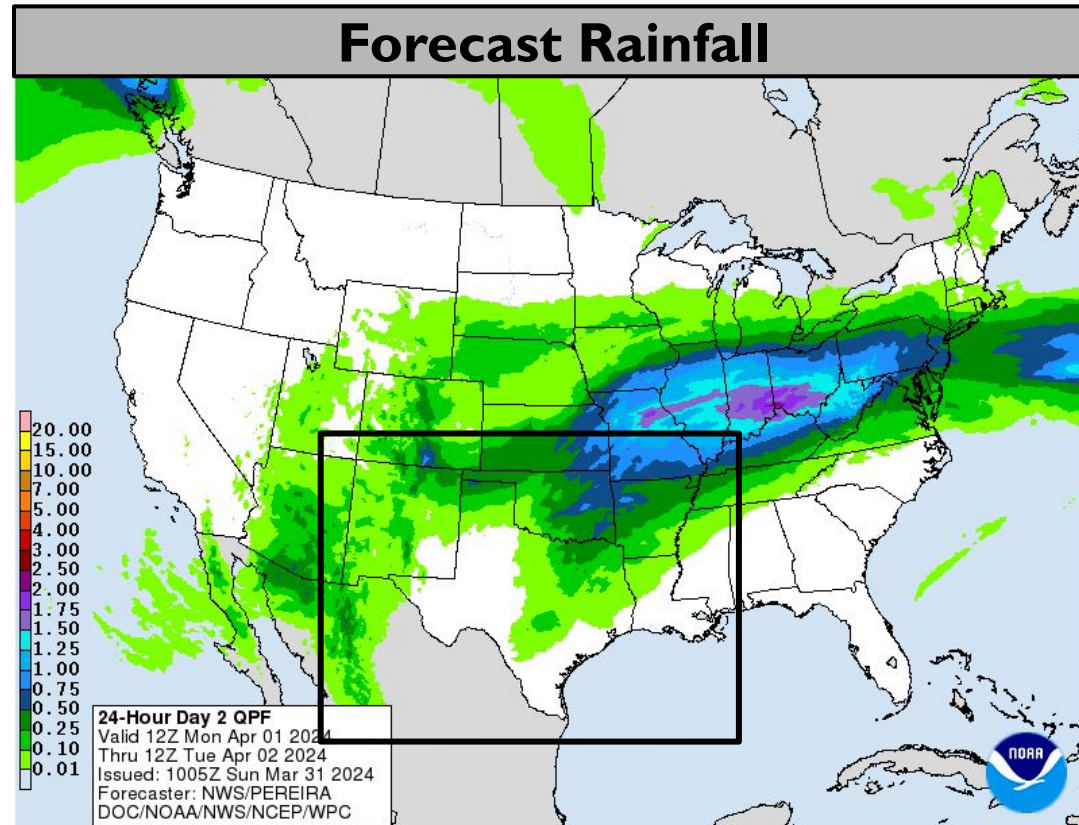 Forecast Rainfall
20.00
15.00
10.00
7.00
5.00
4.00
3.00
2.50
2.00
1.75
1.50
1.25
1.00
0.75
0.50
0.25
0.10
0.01
24-Hour Day 2 QPF
Valid 12Z Mon Apr 01 2024
Thru 12Z Tue Apr 02 2024
Issued: 1005Z Sun Mar 31 2024
Forecaster: NWS/PEREIRA
DOC/NOAA/NWS/NCEP/WPC
NOAA